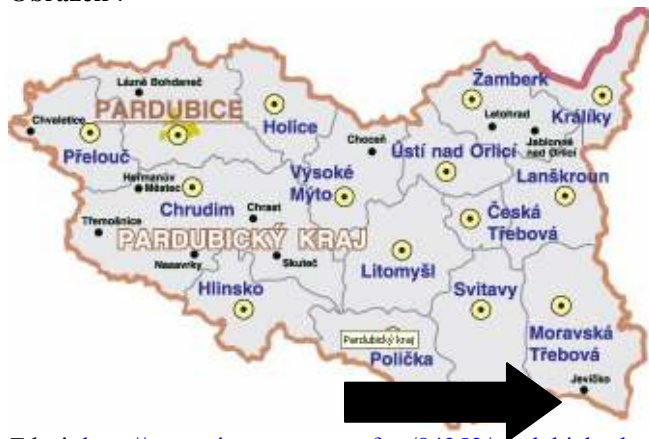 Žamberk
Lázně Bohdaneč
PARDUBICE
Králíky
Letohrad
Holice
Chvaletice
Choceň
Jablonné
nad Orlicí
Přelouč
Ústí nad Orlicí
Heřmanův
Městec
Vysoké
Mýto
Lanškroun
Chrudim
Chrast
Česká
Třebová
Třemošnice
PARDUBICKÝ KRAJ
Nasavrky
Skuteč
Litomyšl
Hlinsko
Svitavy
Pardubický kraj
Moravská
Třebová
Polička
Jevíčko